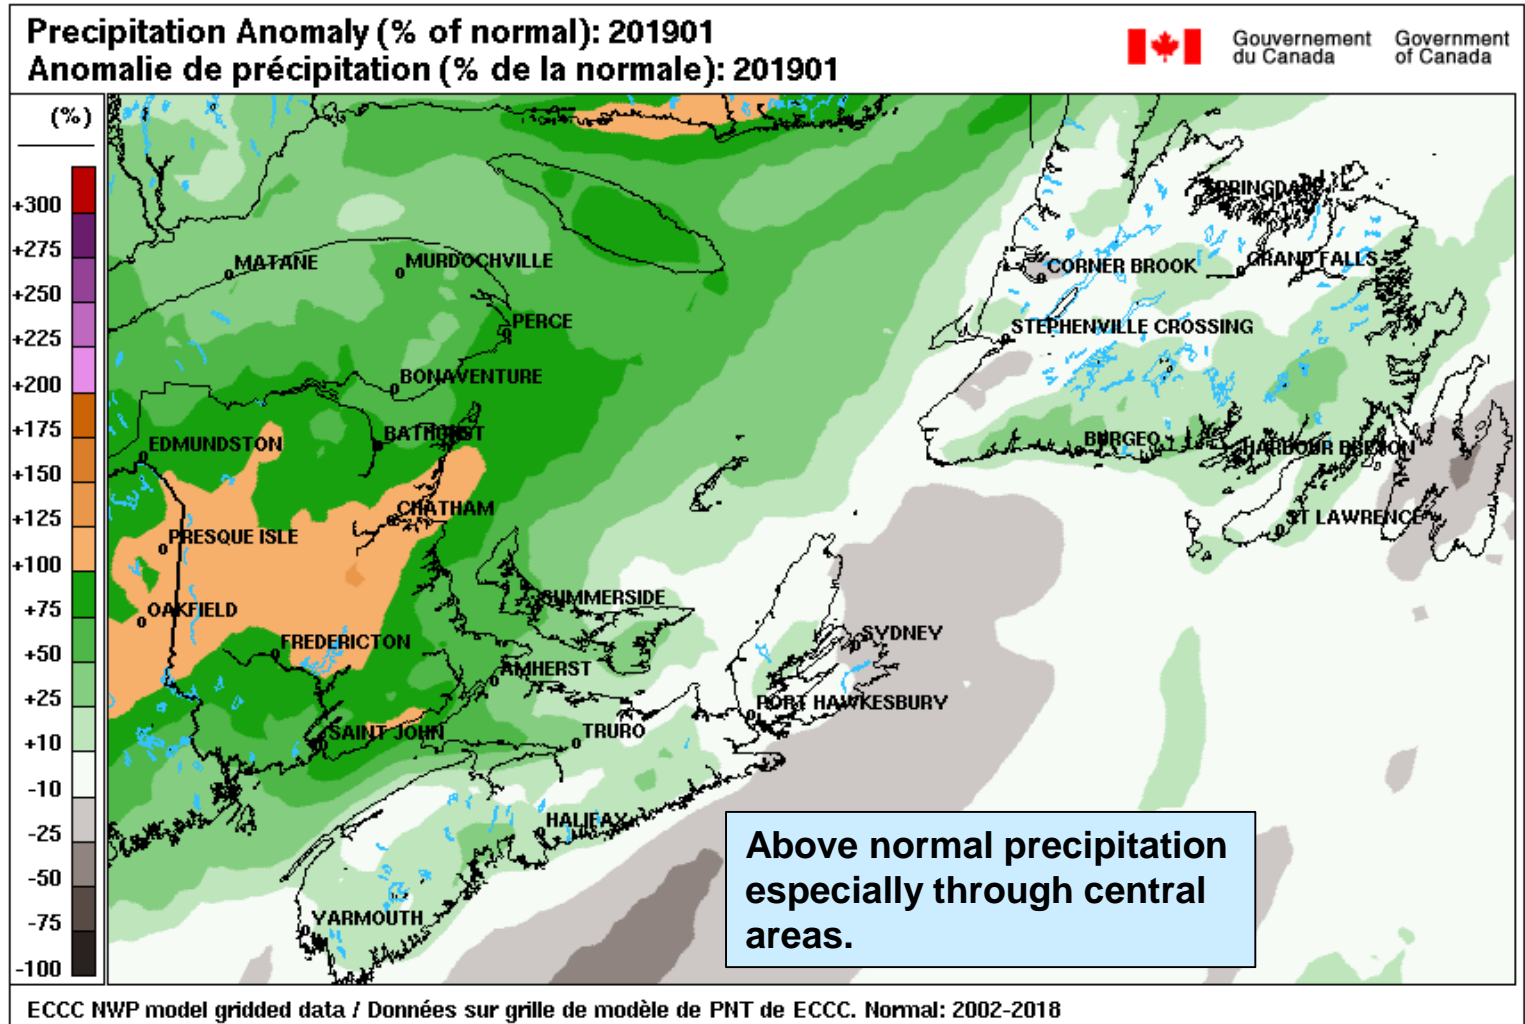 Precipitation Anomaly (% of normal): 201901
Anomalie de précipitation (% de la normale): 201901
Gouvernement du Canada
Government of Canada
(%)
+300
+275
+250
+225
+200
+175
+150
+125
+100
+75
+50
+25
+10
-10
-25
-50
-75
-100
SPRINGDALE
MATANE
MURDOCHVILLE
CORNER BROOK
GRAND FALLS
PERCE
STEPHENVILLE CROSSING
BONAVENTURE
EDMUNDSTON
BATHURST
BURGEO
HARBOUR BRETON
CHATHAM
ST LAWRENCE
PRESQUE ISLE
OAKFIELD
SUMMERSIDE
FREDERICTON
SYDNEY
AMHERST
PORT HAWKESBURY
SAINT JOHN
TRURO
HALIFAX
YARMOUTH
Above normal precipitation
especially through central
areas.
ECCC NWP model gridded data / Données sur grille de modèle de PNT de ECCC. Normal: 2002-2018